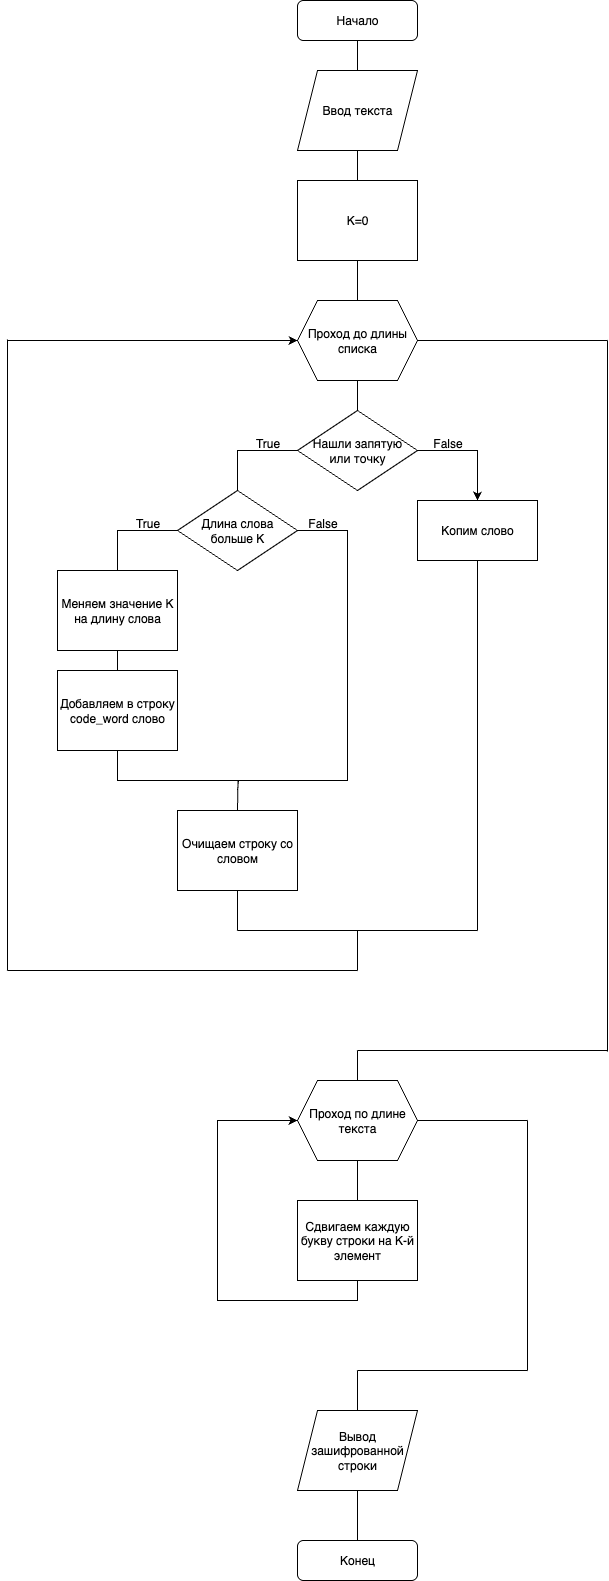 Начало
Ввод текста
K=0
Проход до длины
списка
Нашли запятую
или точку
True
False
Длина слова
больше K
True
False
Копим слово
Меняем значение K
на длину слова
Добавляем в строку
code_word слово
Очищаем строку со
словом
Проход по длине
текста
Сдвигаем каждую
букву строки на K-й
элемент
Вывод
зашифрованной
строки
Конец